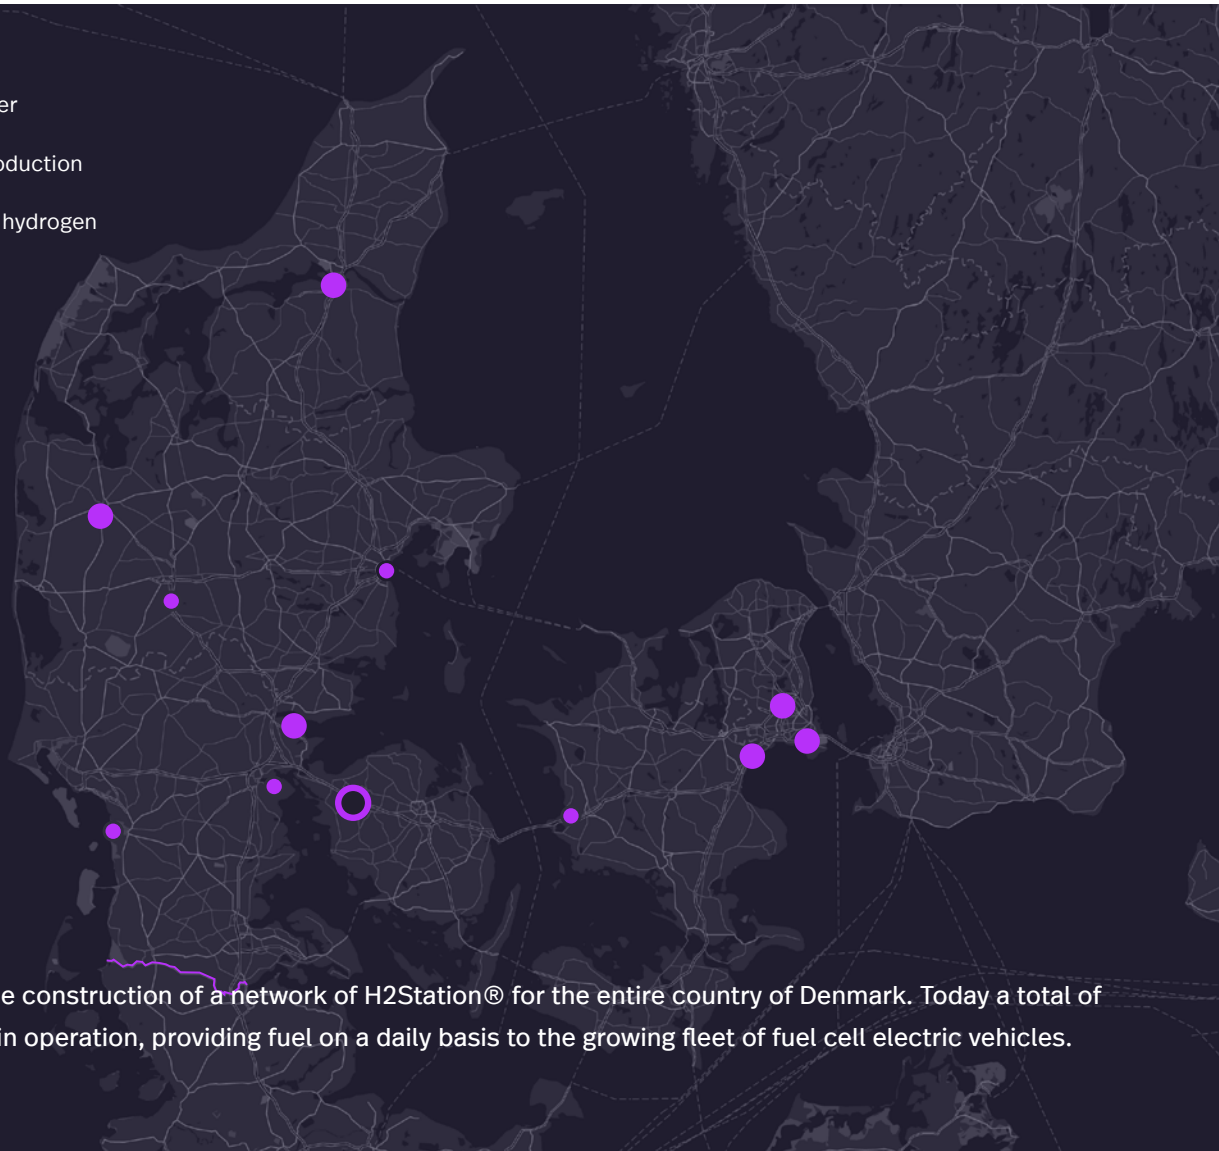 er
oduction
hydrogen
e construction of a network of H2Station® for the entire country of Denmark. Today a total of
in operation, providing fuel on a daily basis to the growing fleet of fuel cell electric vehicles.